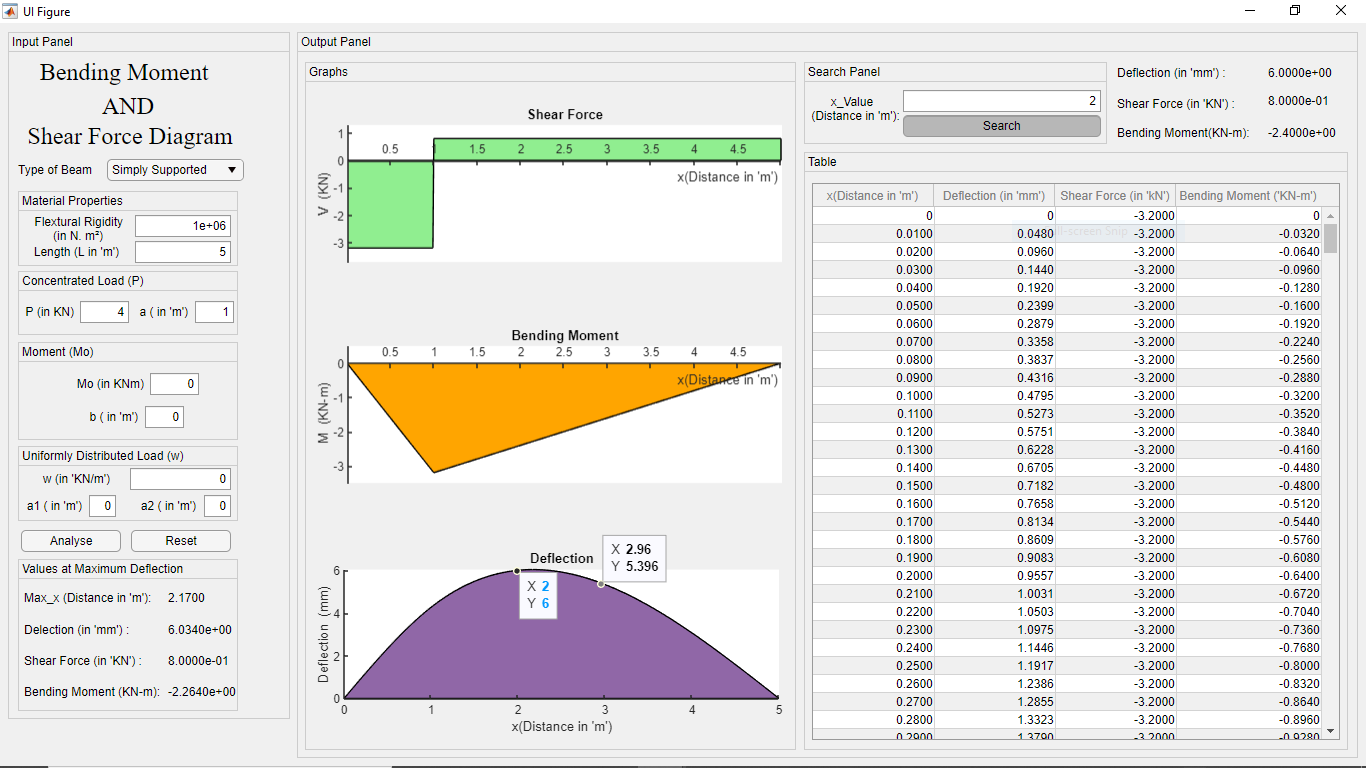 UI Figure
Input Panel
Bending Moment
AND
Shear Force Diagram
Type of Beam Simply Supported
Material Properties
Flextural Rigidity
(in N. m²) 1e+06
Length (L in 'm') 5
Concentrated Load (P)
P (in KN) 4 a ( in 'm') 1
Moment (Mo)
Mo (in KNm) 0
b ( in 'm') 0
Uniformly Distributed Load (w)
w (in 'KN/m') 0
a1 ( in 'm') 0 a2 ( in 'm') 0
Analyse Reset
Values at Maximum Deflection
Max_x (Distance in 'm'): 2.1700
Delection (in 'mm') : 6.0340e+00
Shear Force (in 'KN') : 8.0000e-01
Bending Moment (KN-m): -2.2640e+00
Output Panel
Graphs
Shear Force
1
0
-1
-2
-3
V (KN)
0.5 1 1.5 2 2.5 3 3.5 4 4.5
x(Distance in 'm')
Bending Moment
0.5 1 1.5 2 2.5 3 3.5 4 4.5
0
-1
-2
-3
M (KN-m)
x(Distance in 'm')
Deflection
X 2.96
Y 5.396
X 2
Y 6
6
4
2
0
Deflection (mm)
0 1 2 3 4 5
x(Distance in 'm')
Search Panel
x_Value
(Distance in 'm'): 2
Search
Deflection (in 'mm') : 6.0000e+00
Shear Force (in 'KN') : 8.0000e-01
Bending Moment(KN-m): -2.4000e+00
Table
x(Distance in 'm') Deflection (in 'mm') Shear Force (in 'kN') Bending Moment ('KN-m')
0 0 -3.2000 0
0.0100 0.0480 -3.2000 -0.0320
0.0200 0.0960 -3.2000 -0.0640
0.0300 0.1440 -3.2000 -0.0960
0.0400 0.1920 -3.2000 -0.1280
0.0500 0.2399 -3.2000 -0.1600
0.0600 0.2879 -3.2000 -0.1920
0.0700 0.3358 -3.2000 -0.2240
0.0800 0.3837 -3.2000 -0.2560
0.0900 0.4316 -3.2000 -0.2880
0.1000 0.4795 -3.2000 -0.3200
0.1100 0.5273 -3.2000 -0.3520
0.1200 0.5751 -3.2000 -0.3840
0.1300 0.6228 -3.2000 -0.4160
0.1400 0.6705 -3.2000 -0.4480
0.1500 0.7182 -3.2000 -0.4800
0.1600 0.7658 -3.2000 -0.5120
0.1700 0.8134 -3.2000 -0.5440
0.1800 0.8609 -3.2000 -0.5760
0.1900 0.9083 -3.2000 -0.6080
0.2000 0.9557 -3.2000 -0.6400
0.2100 1.0031 -3.2000 -0.6720
0.2200 1.0503 -3.2000 -0.7040
0.2300 1.0975 -3.2000 -0.7360
0.2400 1.1446 -3.2000 -0.7680
0.2500 1.1917 -3.2000 -0.8000
0.2600 1.2386 -3.2000 -0.8320
0.2700 1.2855 -3.2000 -0.8640
0.2800 1.3323 -3.2000 -0.8960
0.2900 1.3790 -3.2000 -0.9280